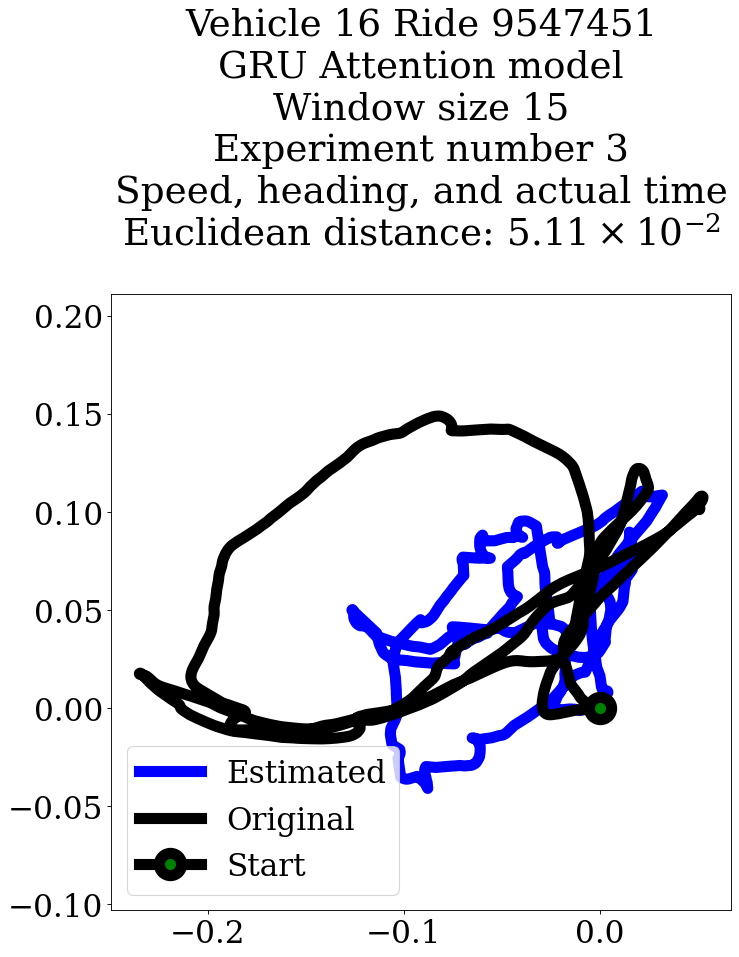 Vehicle 16 Ride 9547451
GRU Attention model
Window size 15
Experiment number 3
Speed, heading, and actual time
Euclidean distance: 5.11 × 10⁻²
0.20
0.15
0.10
0.05
0.00
−0.05
−0.10
Estimated
Original
Start
−0.2
−0.1
0.0